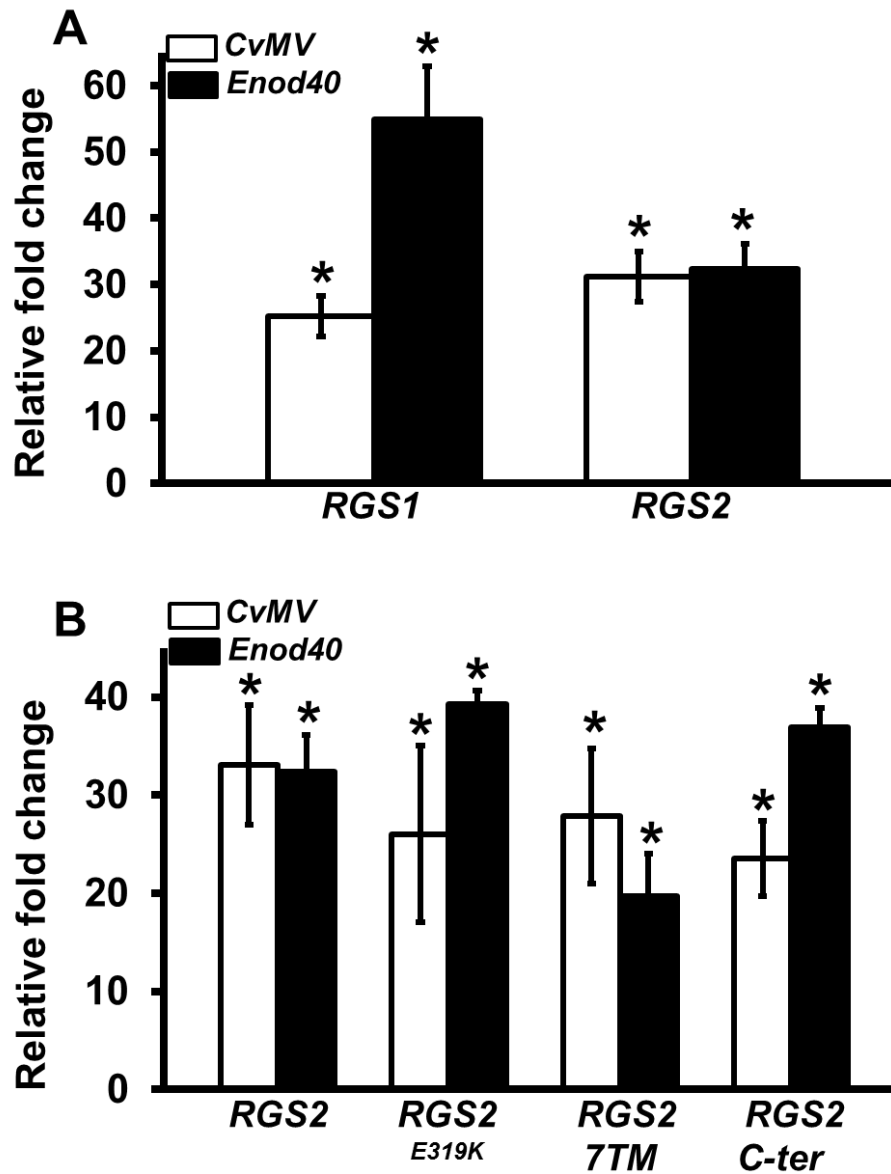 A
CvMV
Enod40
Relative fold change
60
50
40
30
20
10
0
* * * *
RGS1 RGS2
B
CvMV
Enod40
Relative fold change
40
30
20
10
0
* * * * * * * *
RGS2 RGS2 RGS2 RGS2
E319K 7TM C-ter